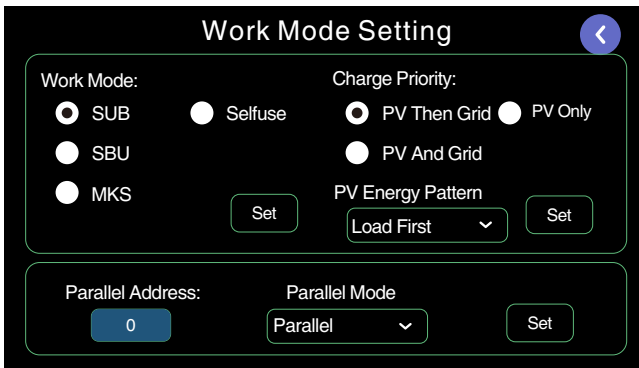 Work Mode Setting
Work Mode:
Charge Priority:
SUB
Selfuse
PV Then Grid
PV Only
SBU
PV And Grid
MKS
PV Energy Pattern
Set
Load First
Set
Parallel Address:
Parallel Mode
0
Parallel
Set